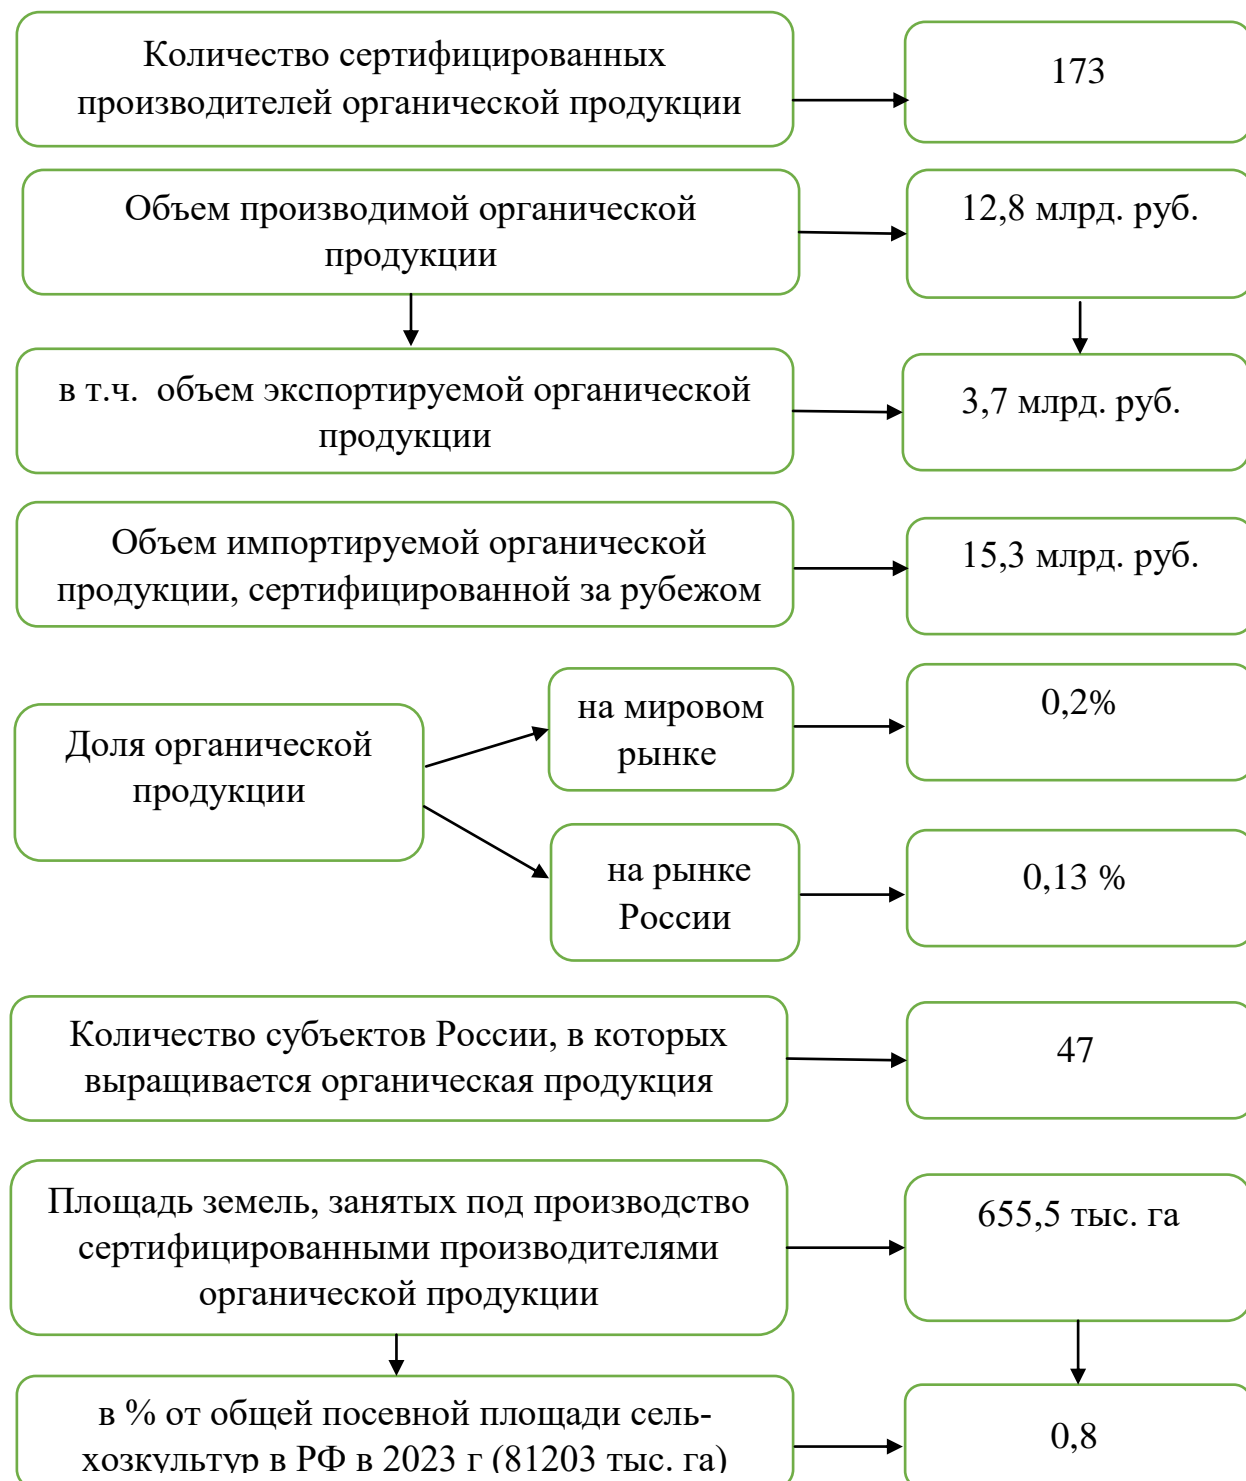 Количество сертифицированных
производителей органической продукции
173
Объем производимой органической
продукции
12,8 млрд. руб.
в т.ч. объем экспортируемой органической
продукции
3,7 млрд. руб.
Объем импортируемой органической
продукции, сертифицированной за рубежом
15,3 млрд. руб.
Доля органической
продукции
на мировом
рынке
0,2%
на рынке
России
0,13 %
Количество субъектов России, в которых
выращивается органическая продукция
47
Площадь земель, занятых под производство
сертифицированными производителями
органической продукции
655,5 тыс. га
в % от общей посевной площади сель-
хозкультур в РФ в 2023 г (81203 тыс. га)
0,8